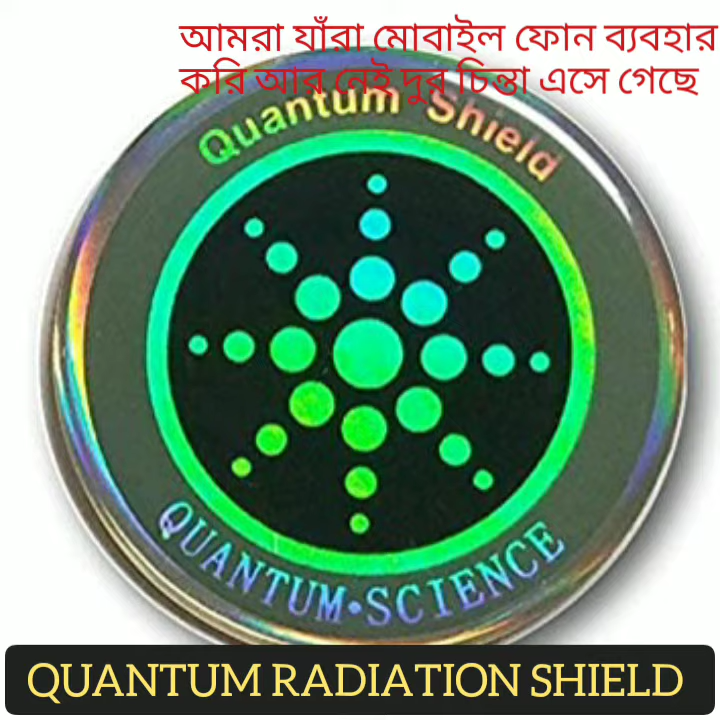 আমরা যাঁরা মোবাইল ফোন ব্যবহার
করি আর নেই দুর চিন্তা এসে গেছে
Quantum Shield
QUANTUM·SCIENCE
QUANTUM RADIATION SHIELD